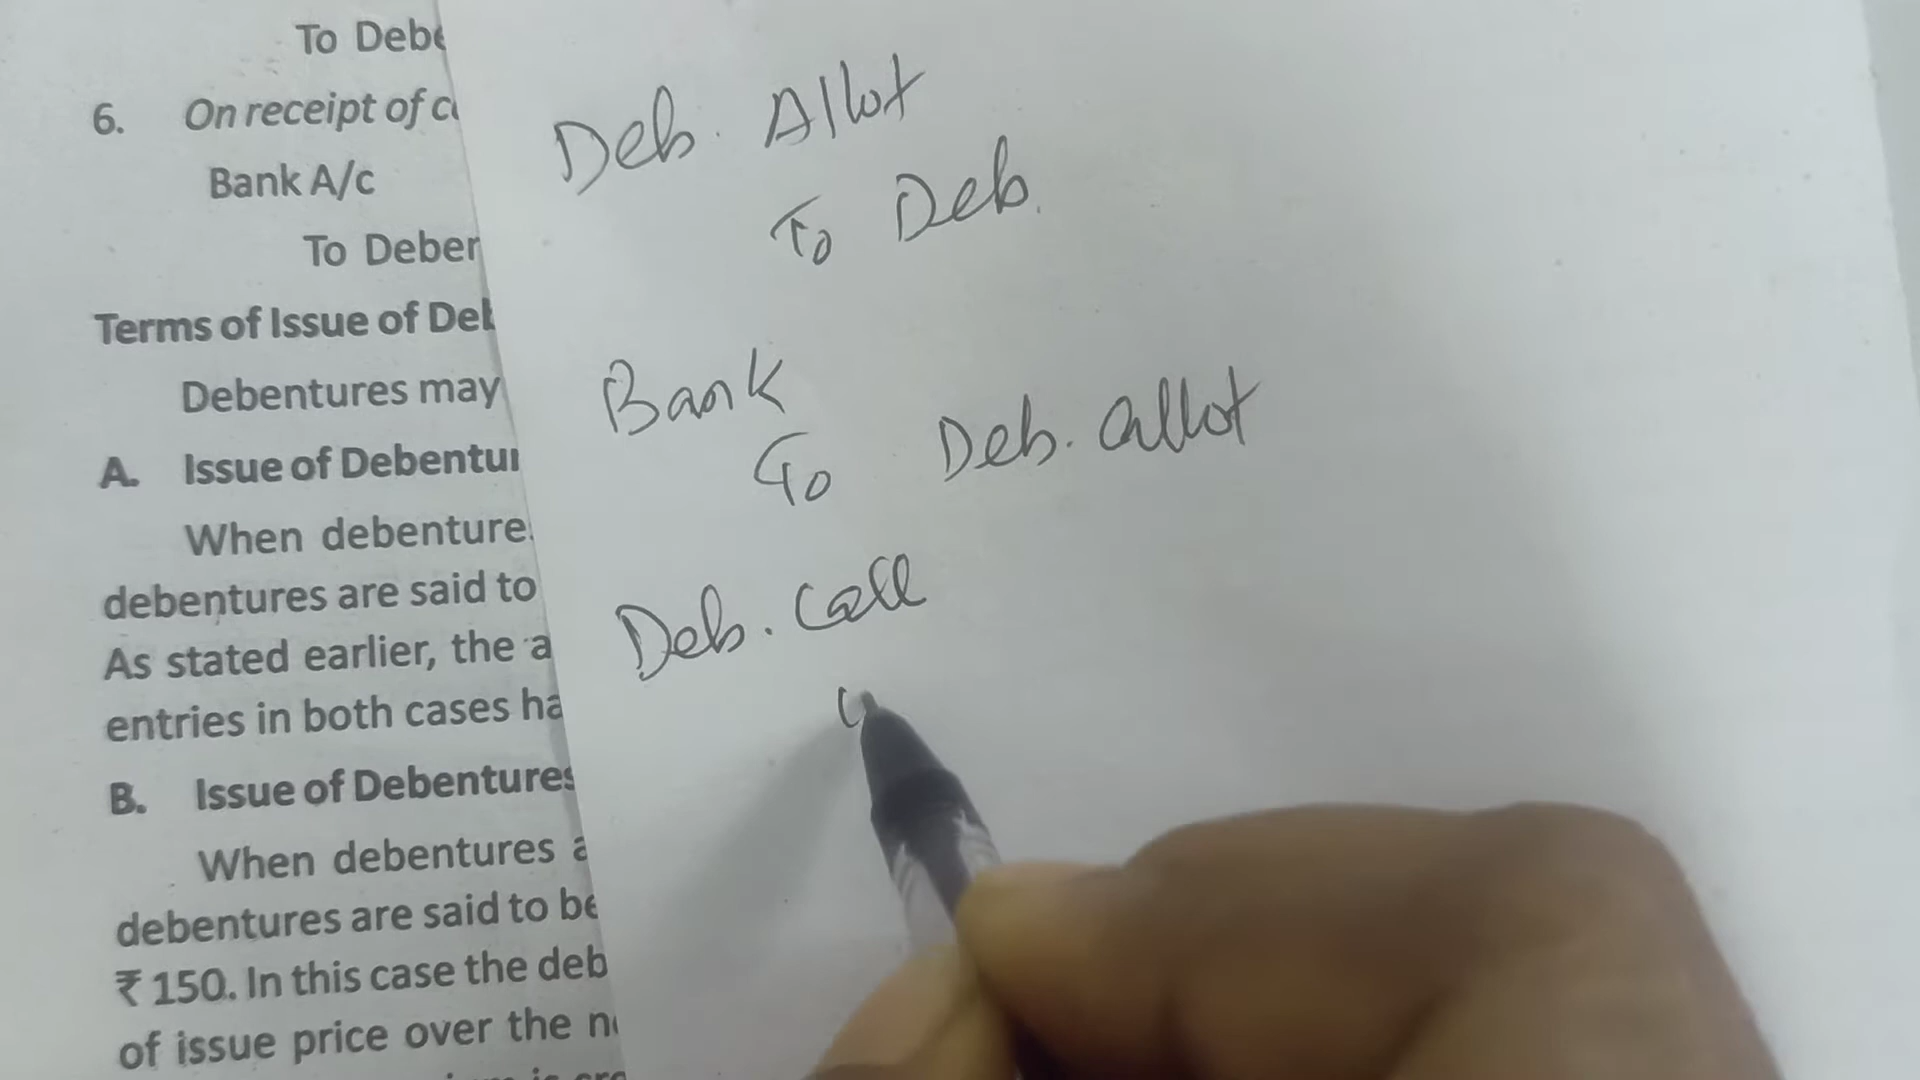 To Debe
6. On receipt of c
Bank A/c
To Deber
Terms of Issue of Deb
Debentures may
A. Issue of Debentur
When debenture
debentures are said to
As stated earlier, the a
entries in both cases ha
B. Issue of Debentures
When debentures a
debentures are said to be
₹ 150. In this case the deb
of issue price over the n
Deb. Allot
To Deb.
Bank
To Deb. allot
Deb. Call